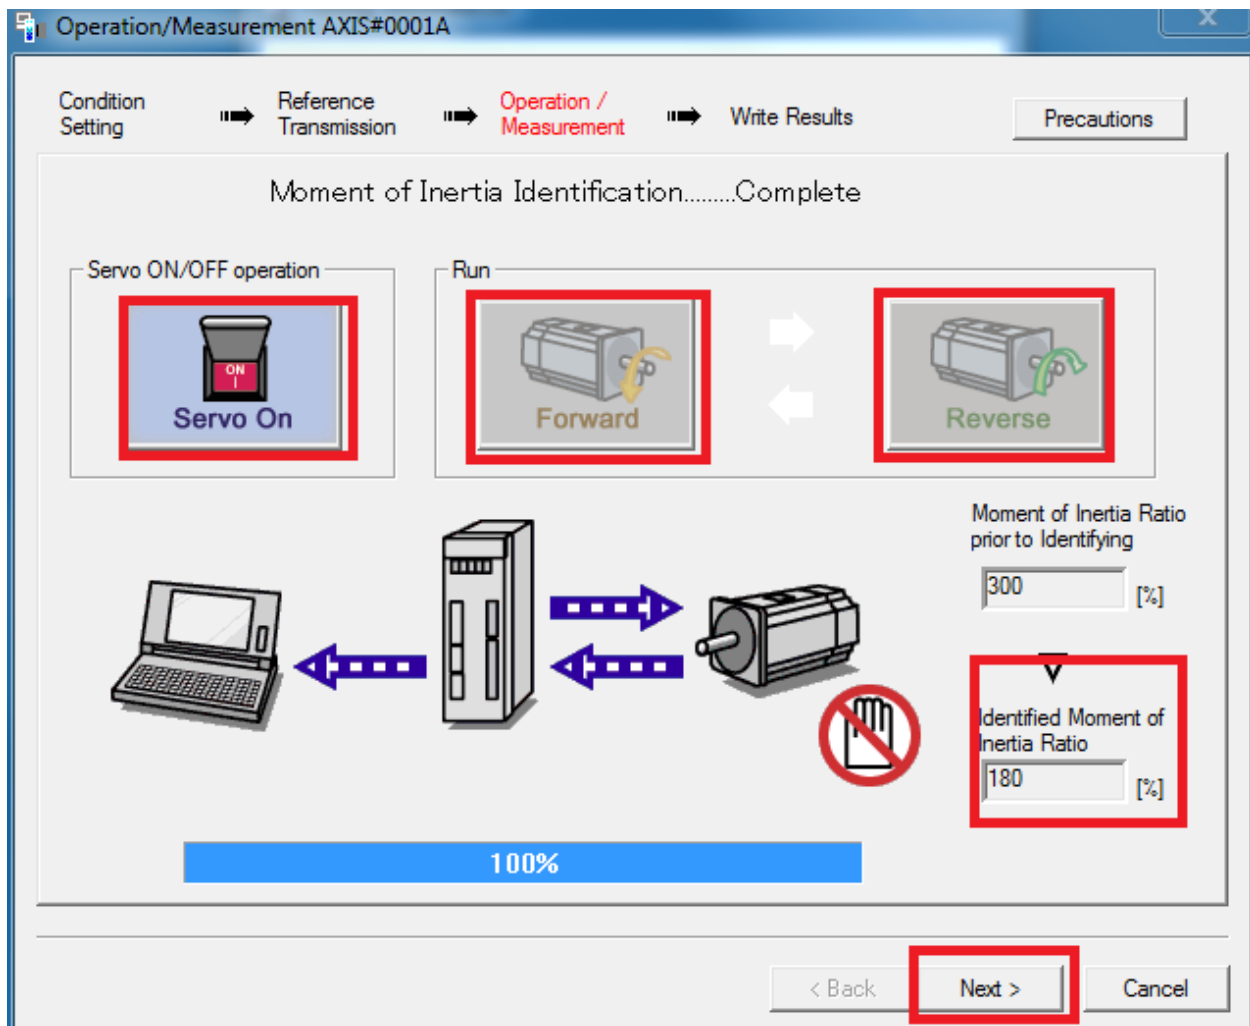 Operation/Measurement AXIS#0001A
X
Condition
Setting
Reference
Transmission
Operation /
Measurement
Write Results
Precautions
Moment of Inertia Identification.........Complete
Servo ON/OFF operation
Run
ON
I
Servo On
Forward
Reverse
Moment of Inertia Ratio
prior to Identifying
300 [%]
Identified Moment of
Inertia Ratio
180 [%]
100%
< Back
Next >
Cancel